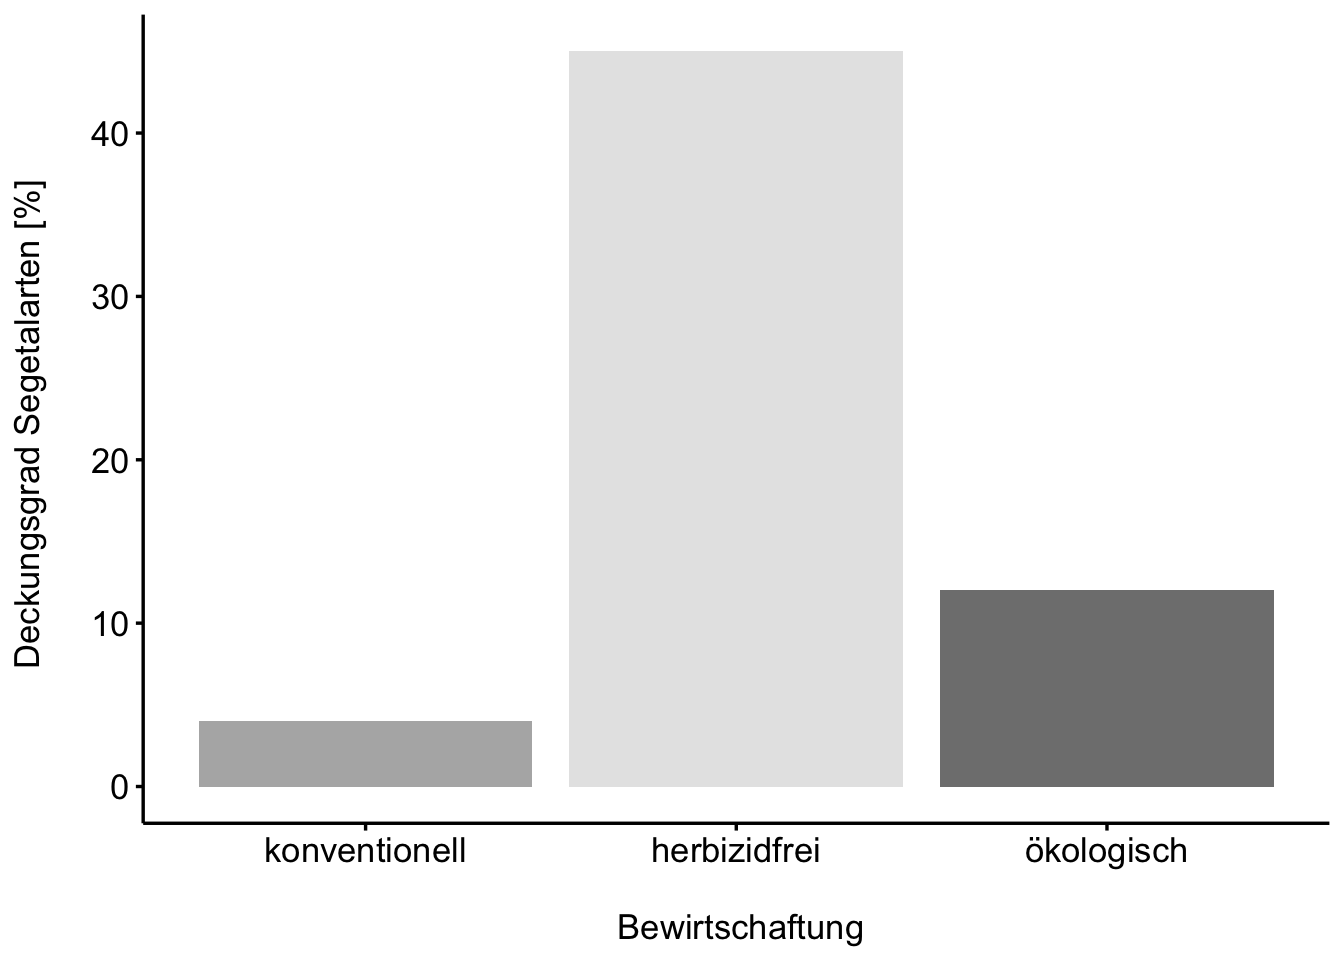 Deckungsgrad Segetalarten [%]
40
30
20
10
0
konventionell herbizidfrei ökologisch
Bewirtschaftung